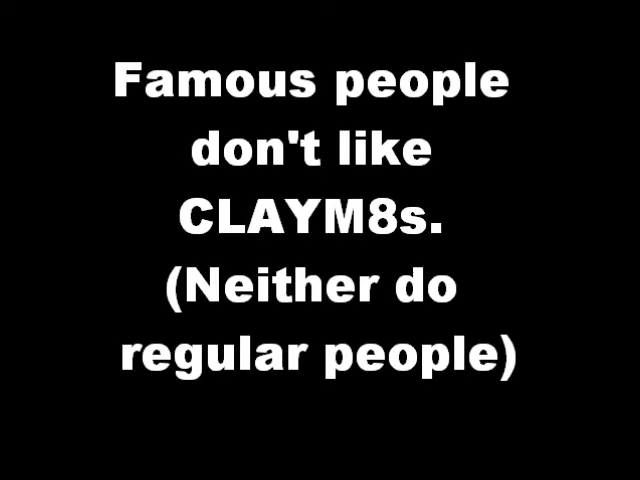 Famous people
don't like
CLAYM8s.
(Neither do
regular people)